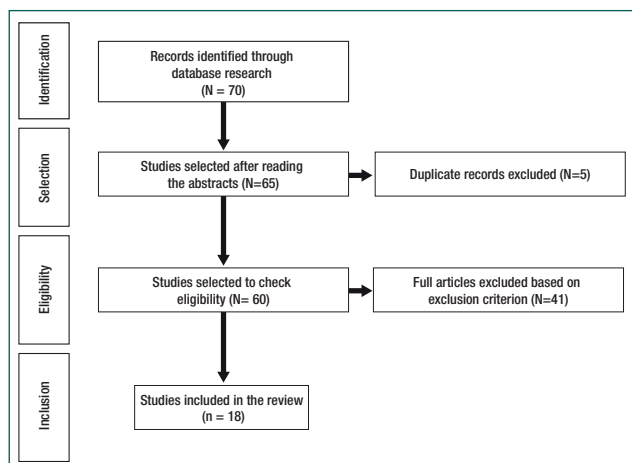 Identification
Records identified through
database research
(N = 70)
Selection
Studies selected after reading
the abstracts (N=65)
Duplicate records excluded (N=5)
Eligibility
Studies selected to check
eligibility (N= 60)
Full articles excluded based on
exclusion criterion (N=41)
Inclusion
Studies included in the review
(n = 18)